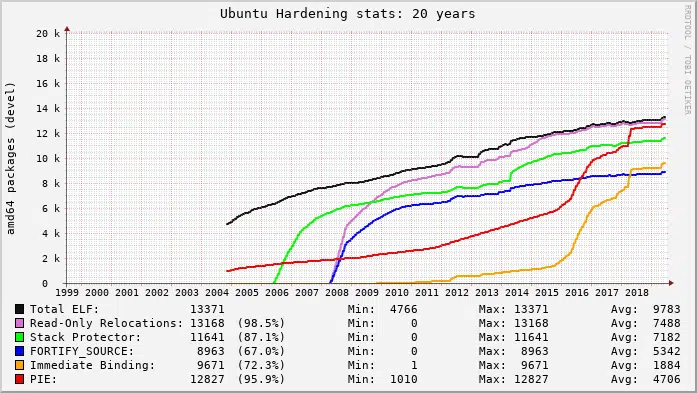 Ubuntu Hardening stats: 20 years
RRDTOOL / TOBI OETIKER
amd64 packages (devel)
20 k
18 k
16 k
14 k
12 k
10 k
8 k
6 k
4 k
2 k
0
1999 2000 2001 2002 2003 2004 2005 2006 2007 2008 2009 2010 2011 2012 2013 2014 2015 2016 2017 2018
Total ELF: 13371 Min: 4766 Max: 13371 Avg: 9783
Read-Only Relocations: 13168 (98.5%) Min: 0 Max: 13168 Avg: 7488
Stack Protector: 11641 (87.1%) Min: 0 Max: 11641 Avg: 7182
FORTIFY_SOURCE: 8963 (67.0%) Min: 0 Max: 8963 Avg: 5342
Immediate Binding: 9671 (72.3%) Min: 1 Max: 9671 Avg: 1884
PIE: 12827 (95.9%) Min: 1010 Max: 12827 Avg: 4706